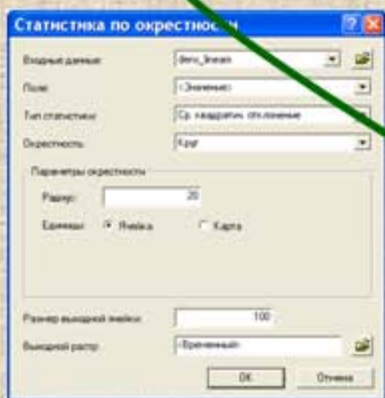 Статистика по окрестности
Входные данные:
Поле: <Значение>
Тип статистики: Ср. квадратич. отклонение
Окрестность: Круг
Параметры окрестности
Радиус: 20
Единицы: Ячейка Карта
Размер выходной ячейки: 100
Выходной растр: <Временный>
OK Отмена